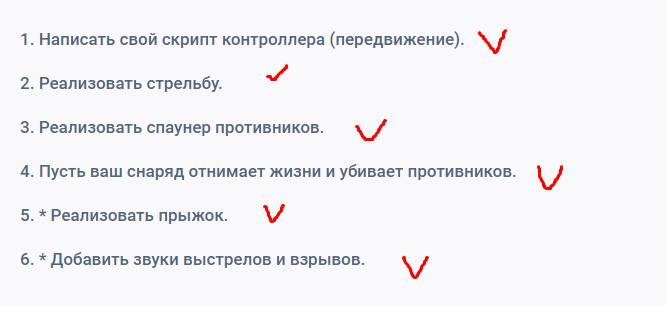 1. Написать свой скрипт контроллера (передвижение).
2. Реализовать стрельбу.
3. Реализовать спаунер противников.
4. Пусть ваш снаряд отнимает жизни и убивает противников.
5. * Реализовать прыжок.
6. * Добавить звуки выстрелов и взрывов.